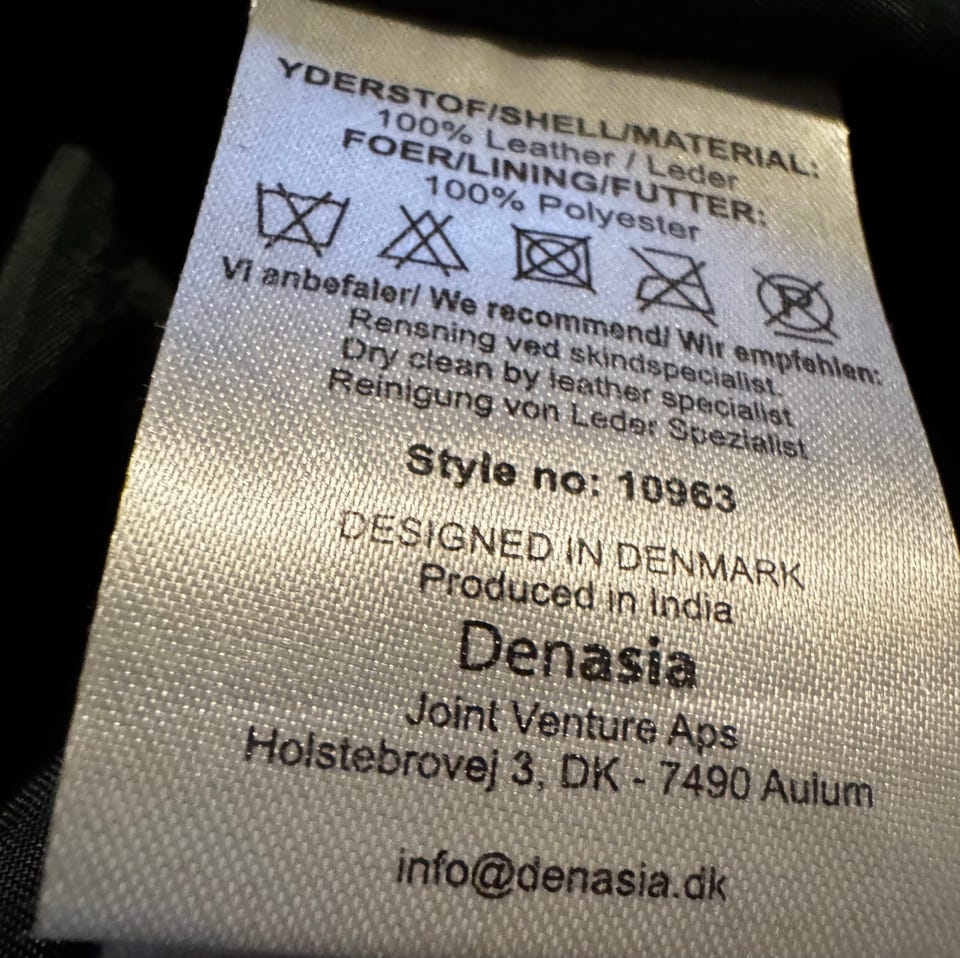 YDERSTOF/SHELL/MATERIAL:
100% Leather / Leder
FOER/LINING/FUTTER:
100% Polyester
P
Vi anbefaler/ We recommend/ Wir empfehlen:
Rensning ved skindspecialist.
Dry clean by leather specialist
Reinigung von Leder Spezialist
Style no: 10963
DESIGNED IN DENMARK
Produced in India
Denasia
Joint Venture Aps
Holstebrovej 3, DK - 7490 Aulum
info@denasia.dk